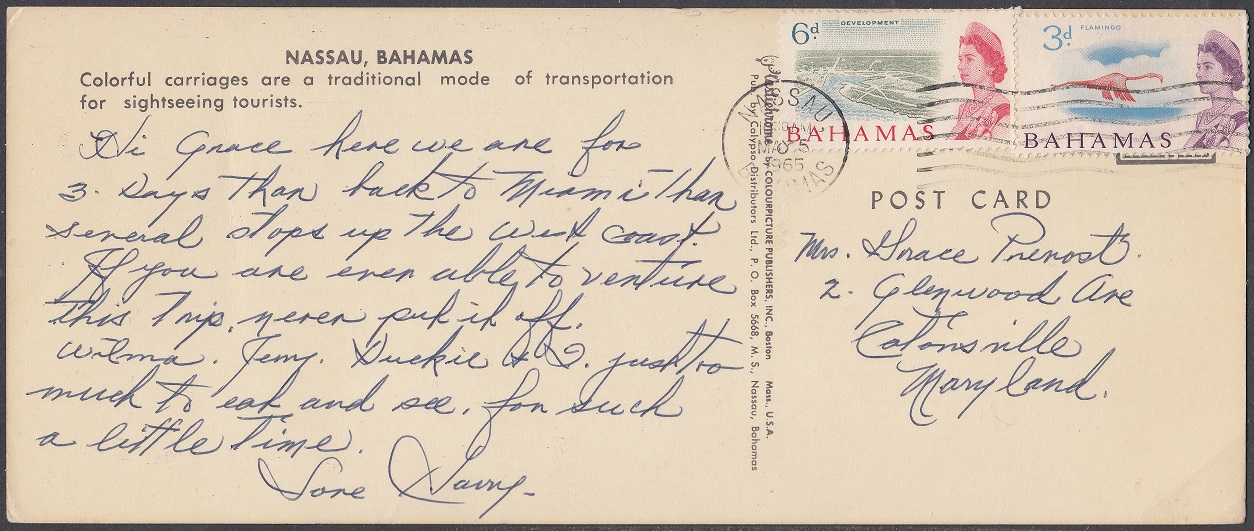 NASSAU, BAHAMAS
Colorful carriages are a traditional mode of transportation
for sightseeing tourists.
Hi Grace here we are for
3. Days than back to Miami than
several stops up the west coast.
If you are ever able to venture
this Trip, never put it off.
Wilma. Jerry. Duckie & I. just too
much to eat and see. for such
a little time.
Love
Plastichrome by COLOURPICTURE PUBLISHERS, INC., Boston Mass., U.S.A.
Pub. by Calypso Distributors Ltd., P. O. Box 5668, M. S., Nassau, Bahamas
DEVELOPMENT
6d
BAHAMAS
FLAMINGO
3d
BAHAMAS
NASSAU
1965
BAHAMAS
POST CARD
Mrs. Grace Prevost.
2. Glenwood Ave
Catonsville
Maryland.